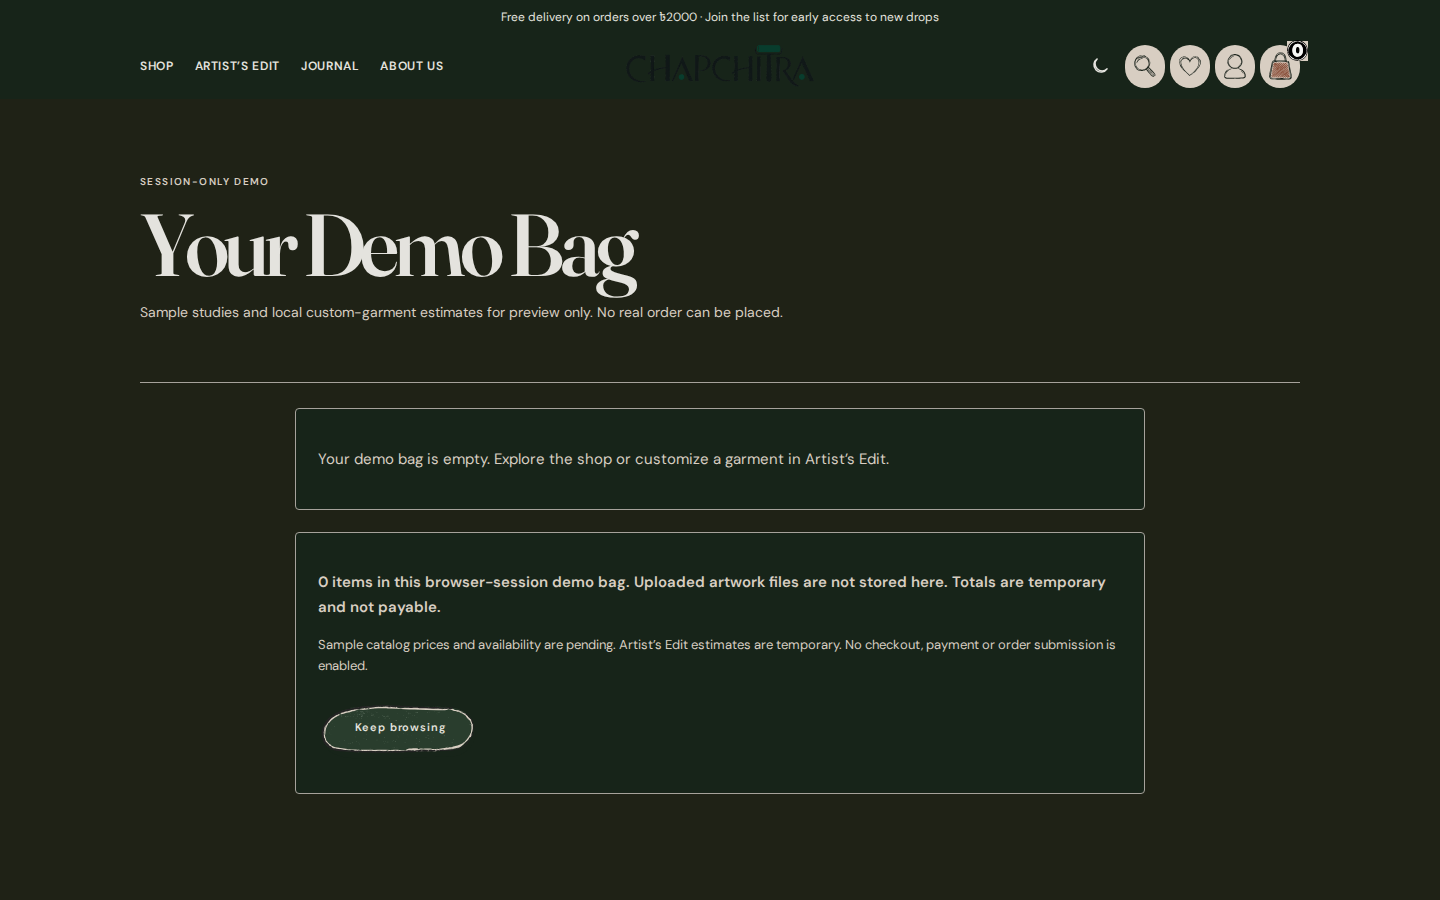 Free delivery on orders over ৳2000 · Join the list for early access to new drops
SHOP ARTIST’S EDIT JOURNAL ABOUT US
CHAPCHITRA
0
SESSION-ONLY DEMO
Your Demo Bag
Sample studies and local custom-garment estimates for preview only. No real order can be placed.
Your demo bag is empty. Explore the shop or customize a garment in Artist’s Edit.
0 items in this browser-session demo bag. Uploaded artwork files are not stored here. Totals are temporary
and not payable.
Sample catalog prices and availability are pending. Artist’s Edit estimates are temporary. No checkout, payment or order submission is
enabled.
Keep browsing